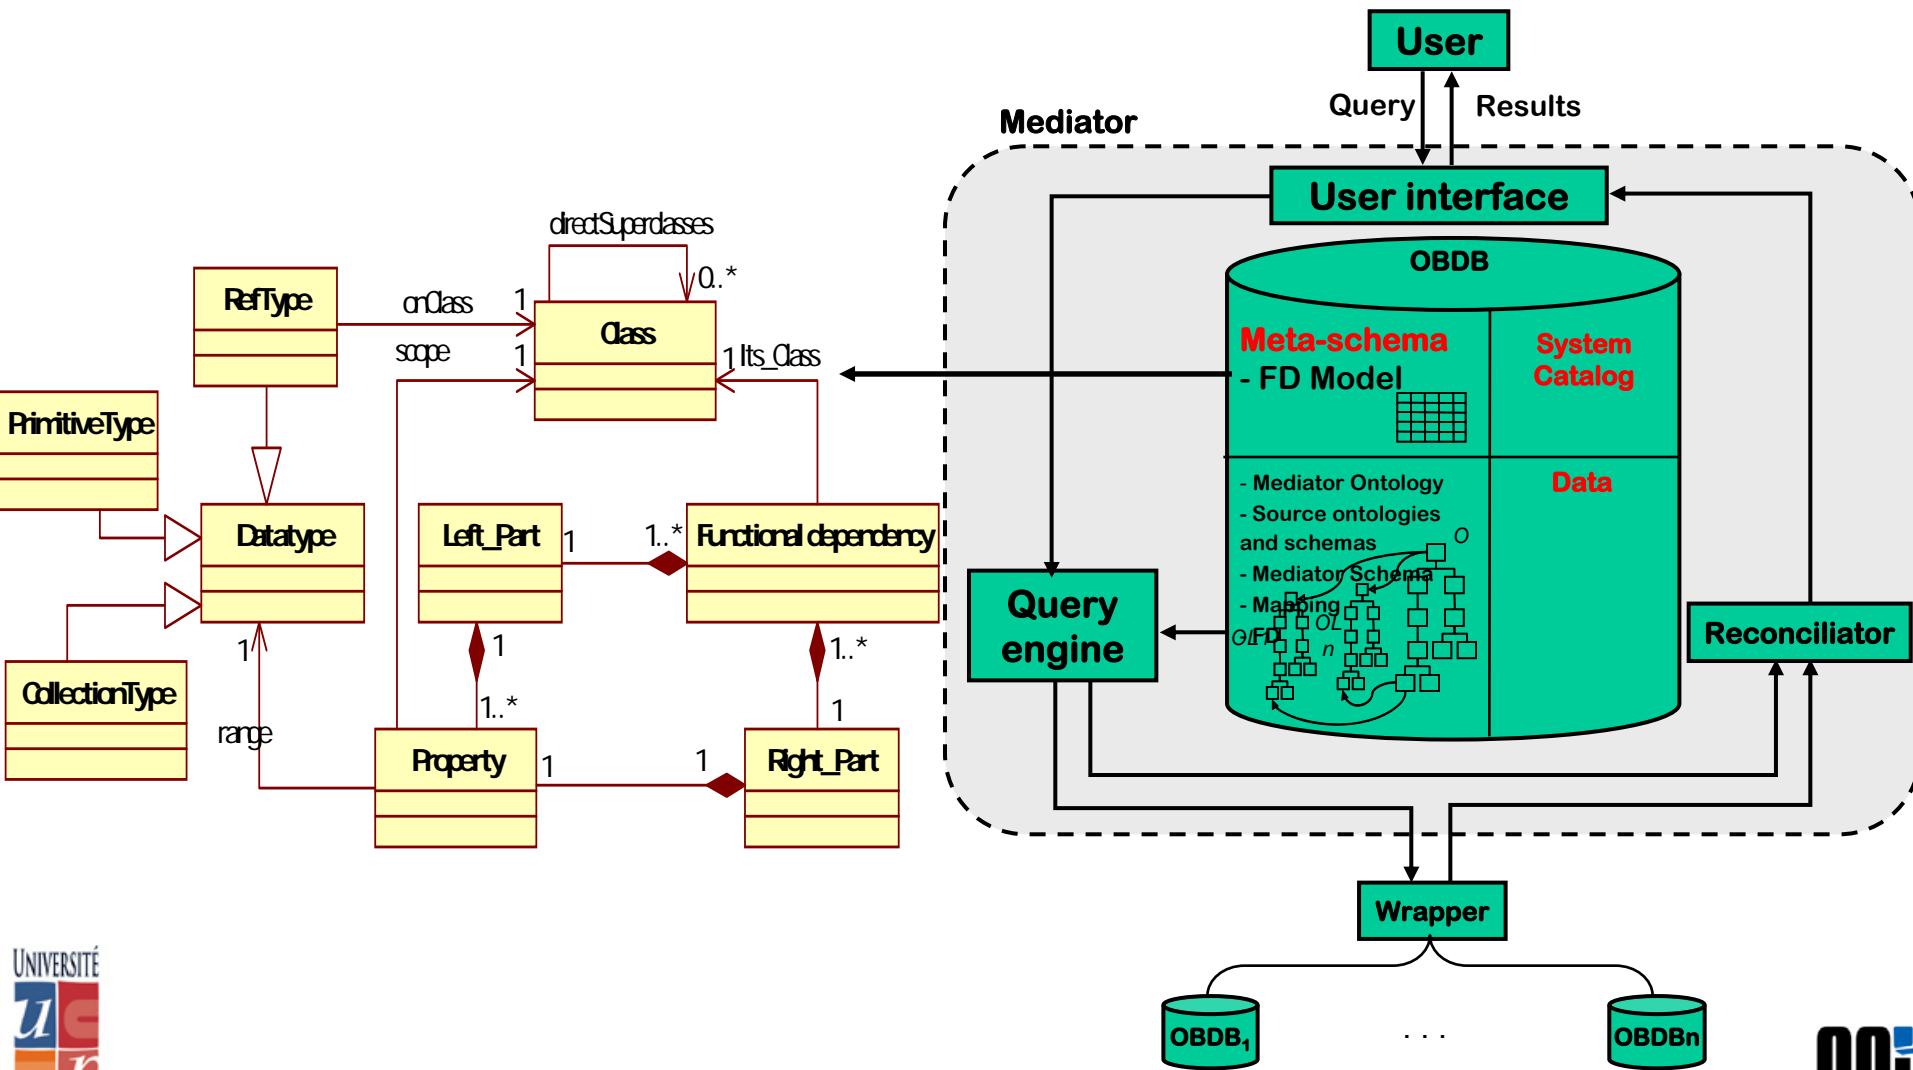 User
Query
Results
Mediator
User interface
directSuperclasses
0..*
RefType
onClass
1
Class
scope
1
1
Its_Class
OBDB
Meta-schema
- FD Model
System
Catalog
PrimitiveType
Datatype
Left_Part
1
1..*
Functional dependency
- Mediator Ontology
- Source ontologies
and schemas
- Mediator Schema
- Mapping
- FD
O
OL
n
Data
Query
engine
Reconciliator
1
1
1..*
CollectionType
range
1..*
1
Property
1
1
Right_Part
Wrapper
OBDB1
. . .
OBDBn
UNIVERSITÉ